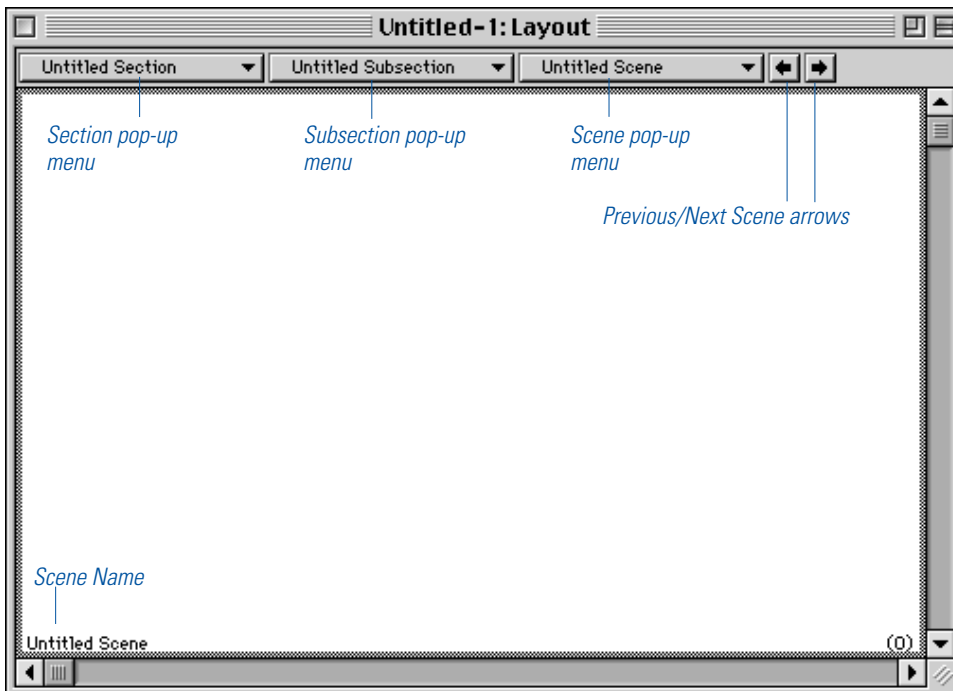 Untitled-1: Layout
Untitled Section
Untitled Subsection
Untitled Scene
Section pop-up
menu
Subsection pop-up
menu
Scene pop-up
menu
Previous/Next Scene arrows
Scene Name
Untitled Scene
(0)